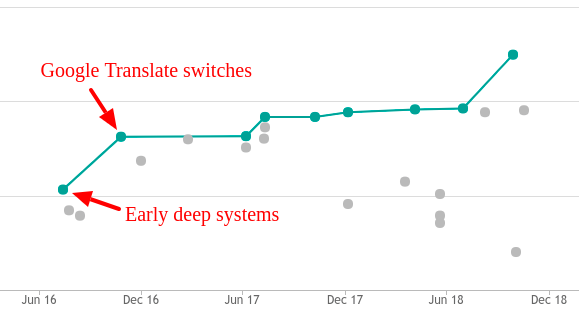 Google Translate switches
Early deep systems
Jun 16 Dec 16 Jun 17 Dec 17 Jun 18 Dec 18